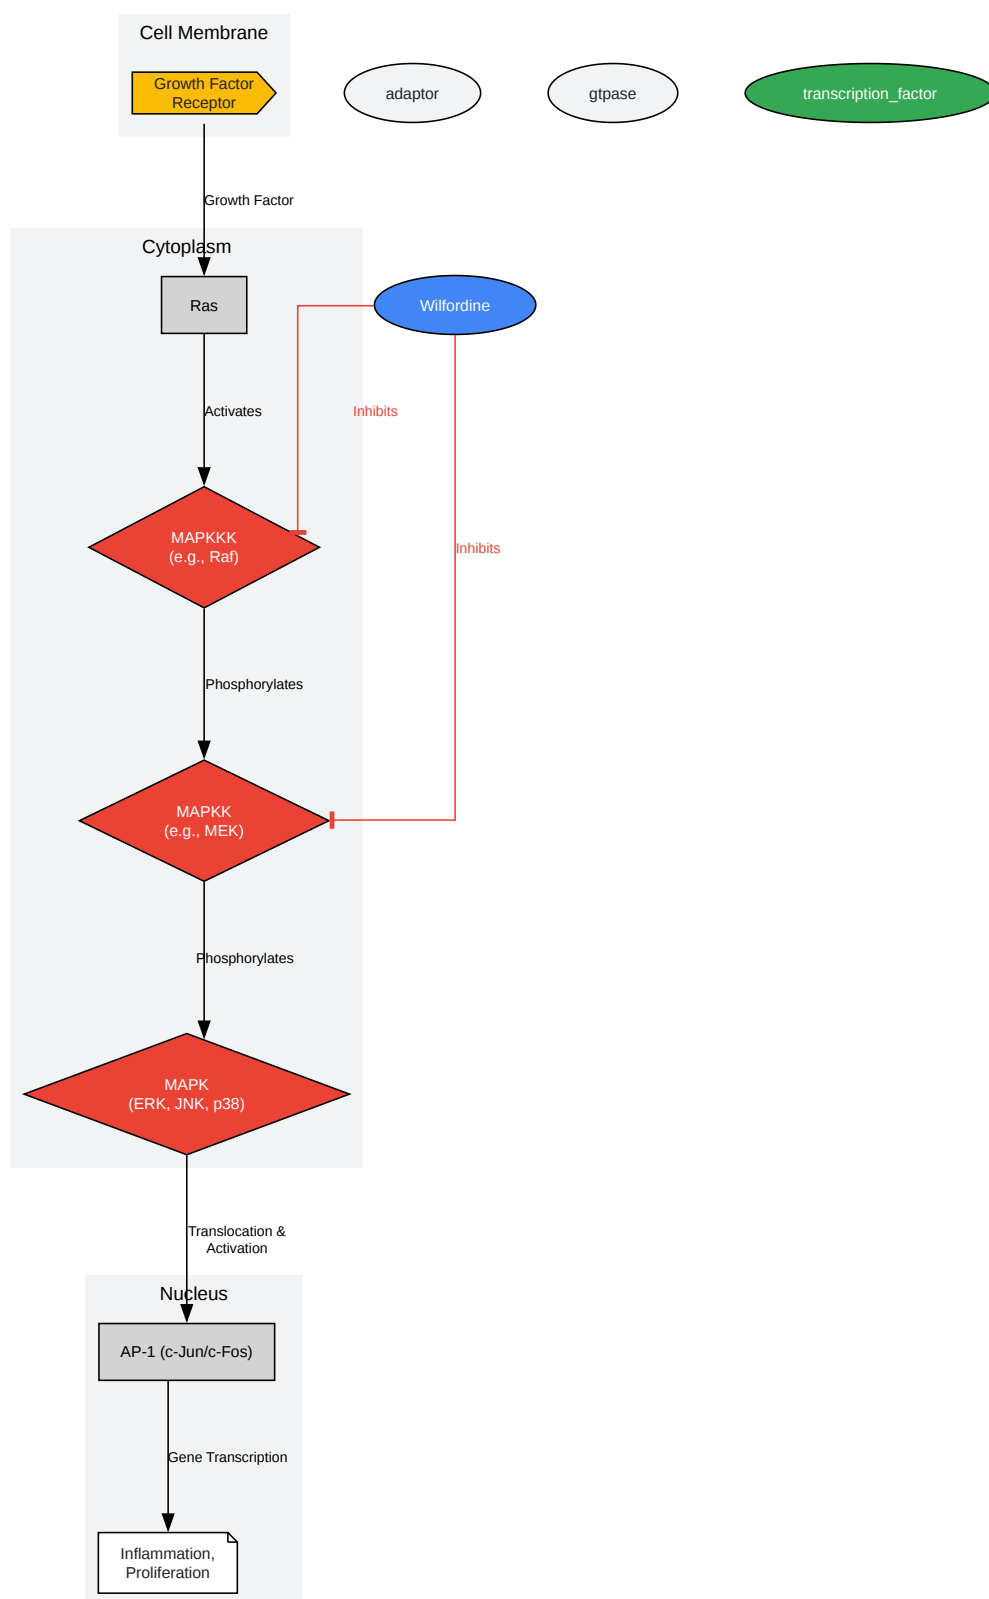 Cell Membrane
Growth Factor
Receptor
adaptor
gtpase
transcription_factor
Growth Factor
Cytoplasm
Ras
Wilfordine
Activates
Inhibits
MAPKKK
(e.g., Raf)
Inhibits
Phosphorylates
MAPKK
(e.g., MEK)
Phosphorylates
MAPK
(ERK, JNK, p38)
Translocation &
Activation
Nucleus
AP-1 (c-Jun/c-Fos)
Gene Transcription
Inflammation,
Proliferation